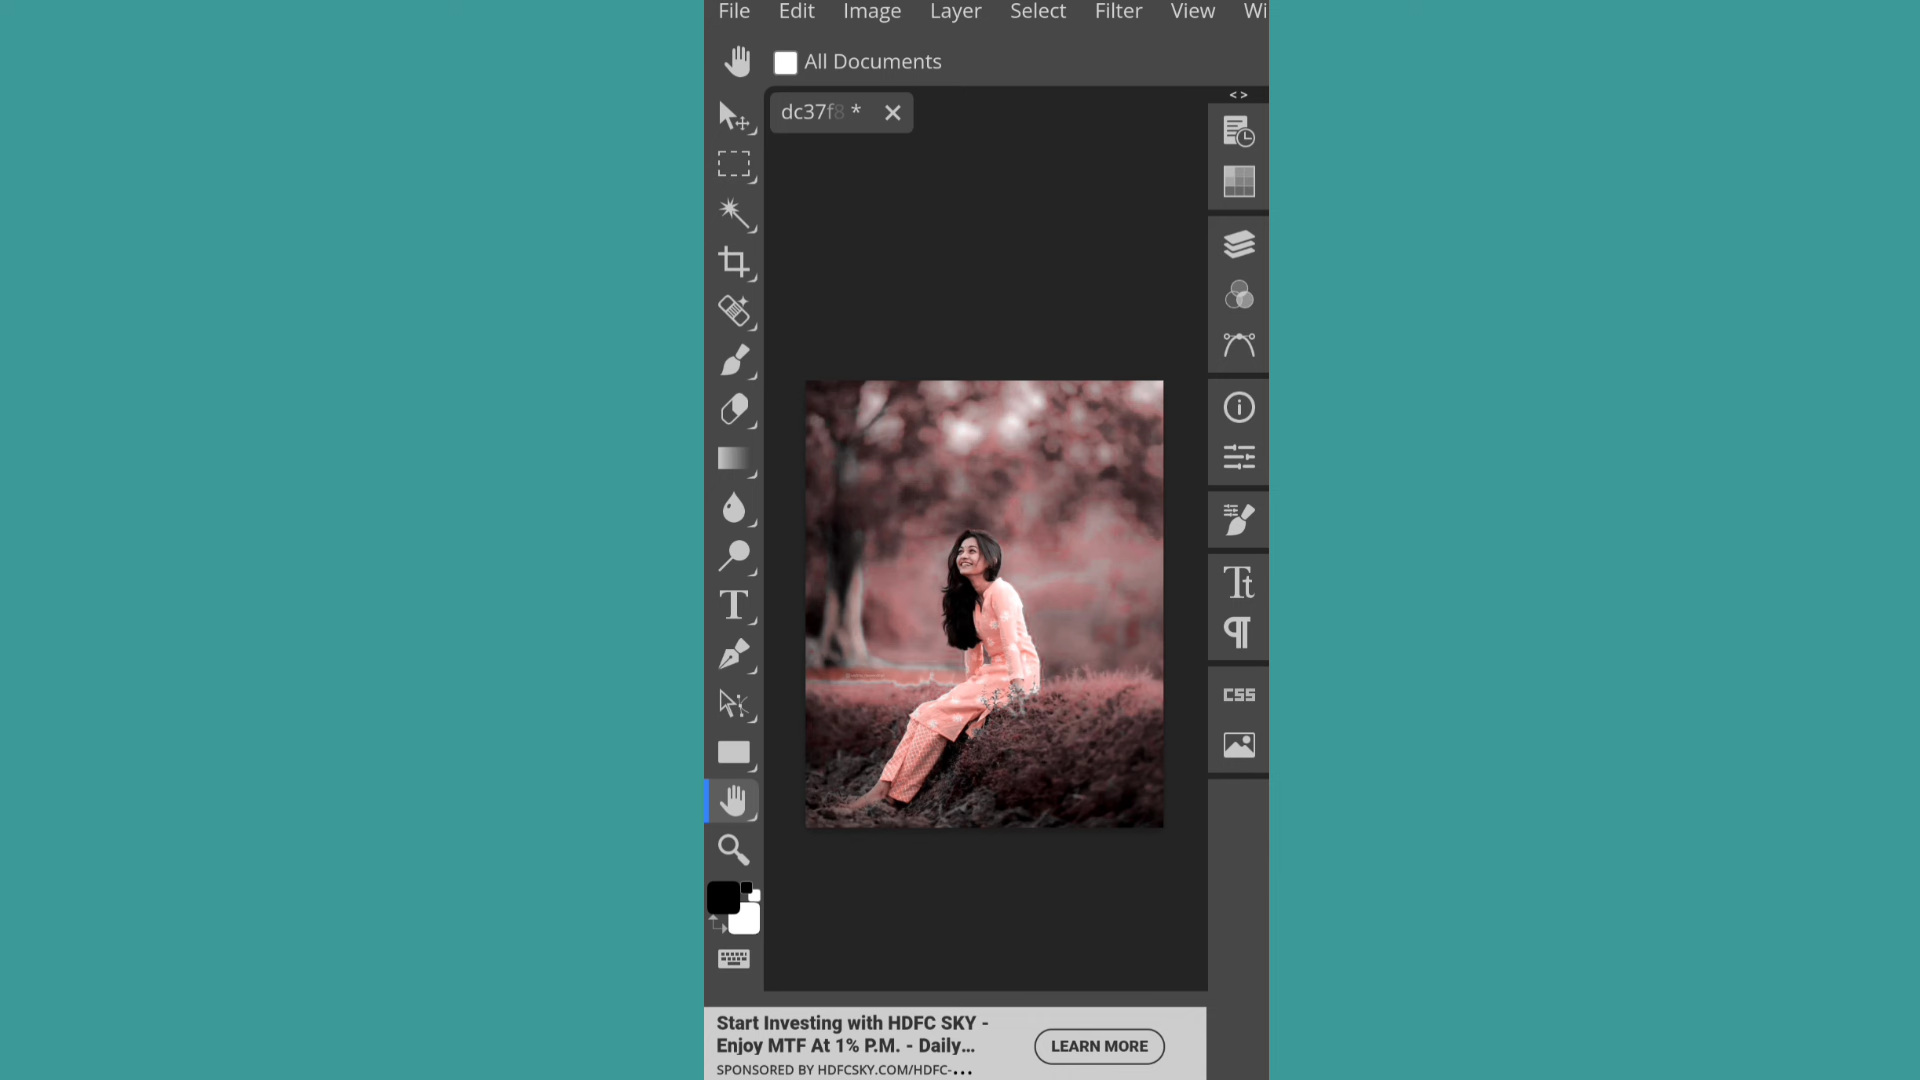 File Edit Image Layer Select Filter View Wi
All Documents
< >
dc37f8 *
T
Tt
¶
CSS
Start Investing with HDFC SKY -
Enjoy MTF At 1% P.M. - Daily...
LEARN MORE
SPONSORED BY HDFCSKY.COM/HDFC-...